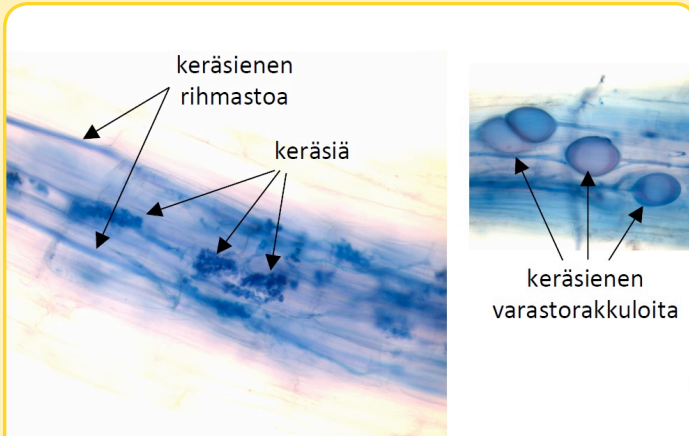 keräsienen
rihmastoa
keräsiä
keräsienen
varastorakkuloita